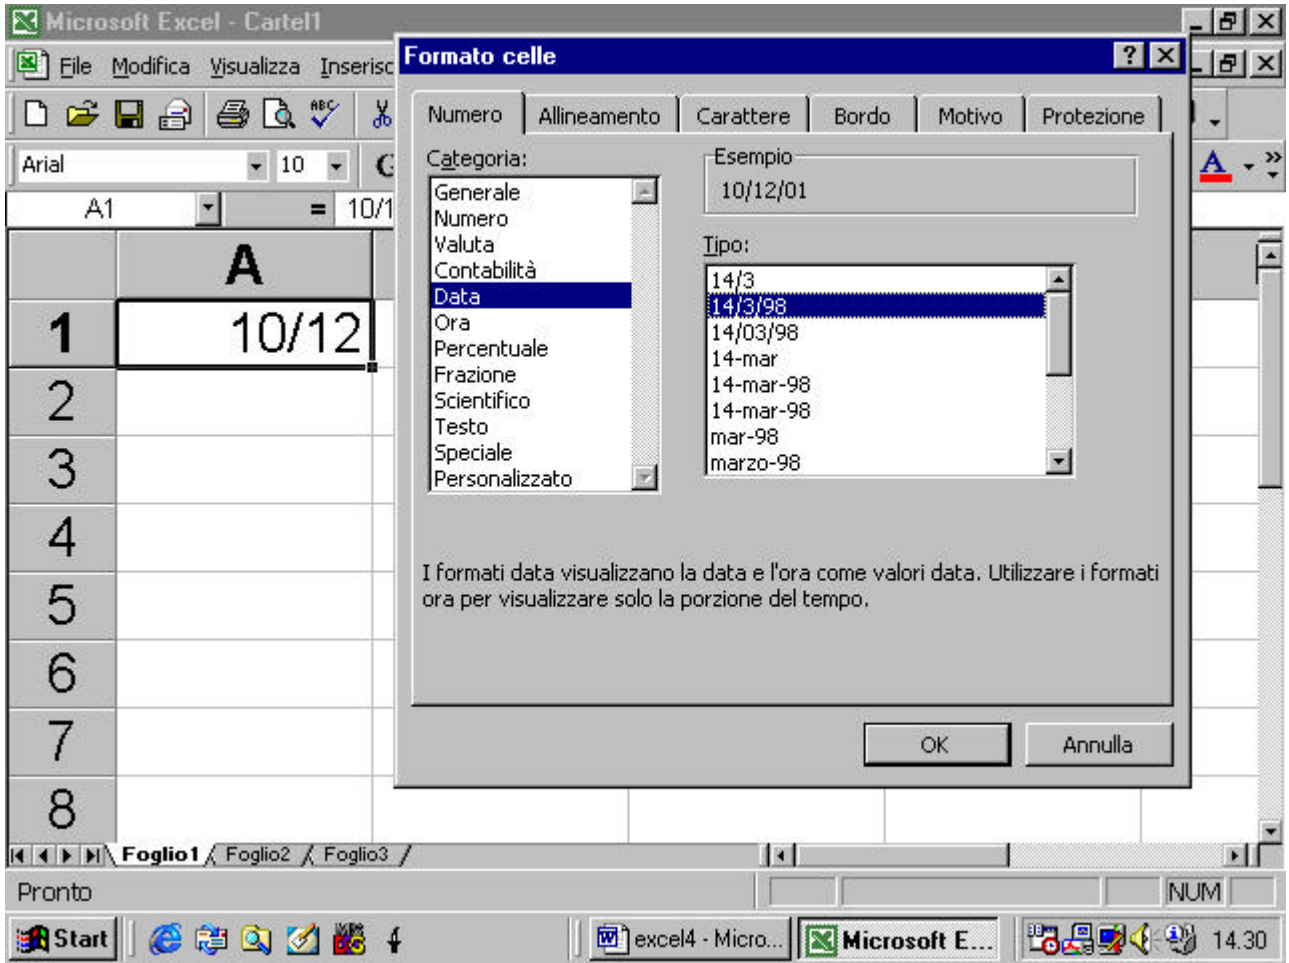 Microsoft Excel - Cartel1
File Modifica Visualizza Inserisc
Formato celle
Numero Allineamento Carattere Bordo Motivo Protezione
ABC
Arial 10 G
A »
A1 = 10/1
Categoria:
Generale
Numero
Valuta
Contabilità
Data
Ora
Percentuale
Frazione
Scientifico
Testo
Speciale
Personalizzato
Esempio
10/12/01
Tipo:
14/3
14/3/98
14/03/98
14-mar
14-mar-98
14-mar-98
mar-98
marzo-98
I formati data visualizzano la data e l'ora come valori data. Utilizzare i formati
ora per visualizzare solo la porzione del tempo.
OK Annulla
A
1 10/12
2
3
4
5
6
7
8
Foglio1 Foglio2 Foglio3
Pronto NUM
Start excel4 - Micro... Microsoft E... 14.30